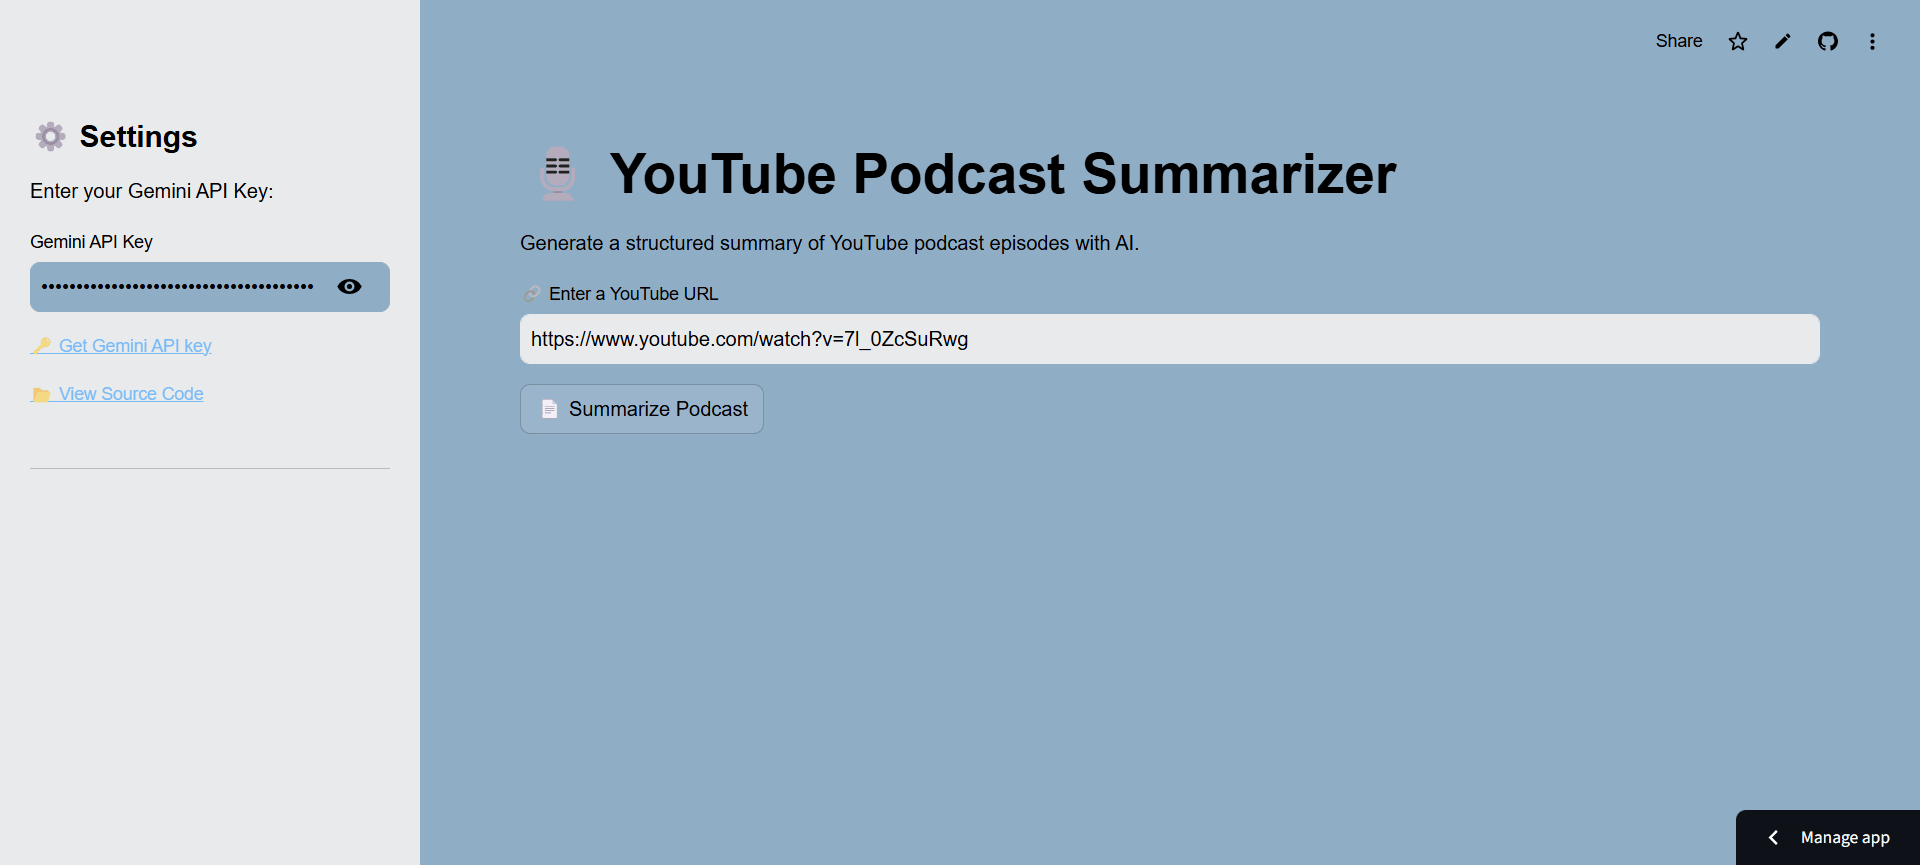 Share
Settings
Enter your Gemini API Key:
Gemini API Key
••••••••••••••••••••••••••••••••••••••• 
Get Gemini API key
View Source Code
YouTube Podcast Summarizer
Generate a structured summary of YouTube podcast episodes with AI.
Enter a YouTube URL
https://www.youtube.com/watch?v=7l_0ZcSuRwg
Summarize Podcast
Manage app